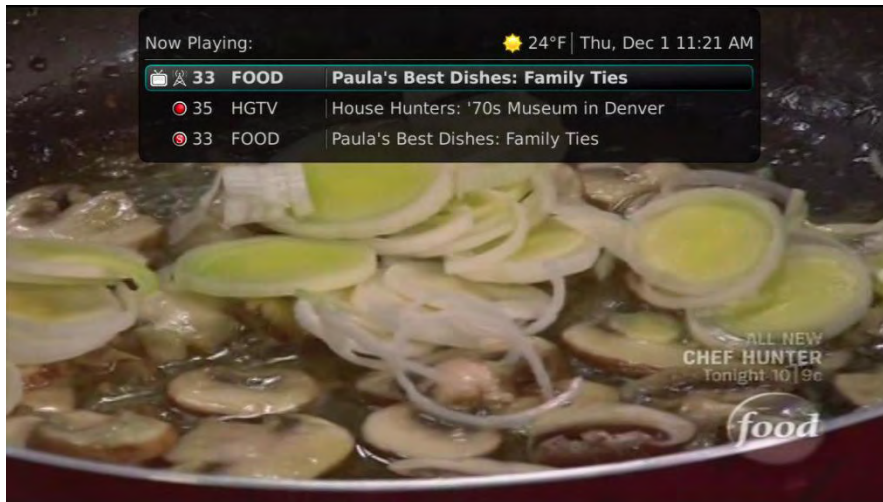 Now Playing: 24°F Thu, Dec 1 11:21 AM
33 FOOD Paula's Best Dishes: Family Ties
35 HGTV House Hunters: '70s Museum in Denver
S 33 FOOD Paula's Best Dishes: Family Ties
ALL NEW
CHEF HUNTER
Tonight 10|9c
food